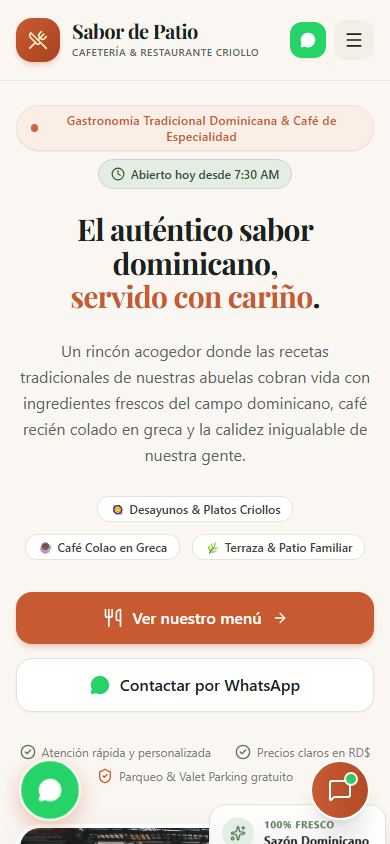 Sabor de Patio
CAFETERÍA & RESTAURANTE CRIOLLO
Gastronomía Tradicional Dominicana & Café de
Especialidad
Abierto hoy desde 7:30 AM
El auténtico sabor
dominicano,
servido con cariño.
Un rincón acogedor donde las recetas
tradicionales de nuestras abuelas cobran vida con
ingredientes frescos del campo dominicano, café
recién colado en greca y la calidez inigualable de
nuestra gente.
Desayunos & Platos Criollos
Café Colao en Greca
Terraza & Patio Familiar
Ver nuestro menú →
Contactar por WhatsApp
Atención rápida y personalizada
Precios claros en RD$
Parqueo & Valet Parking gratuito
100% FRESCO
Sazón Dominicano